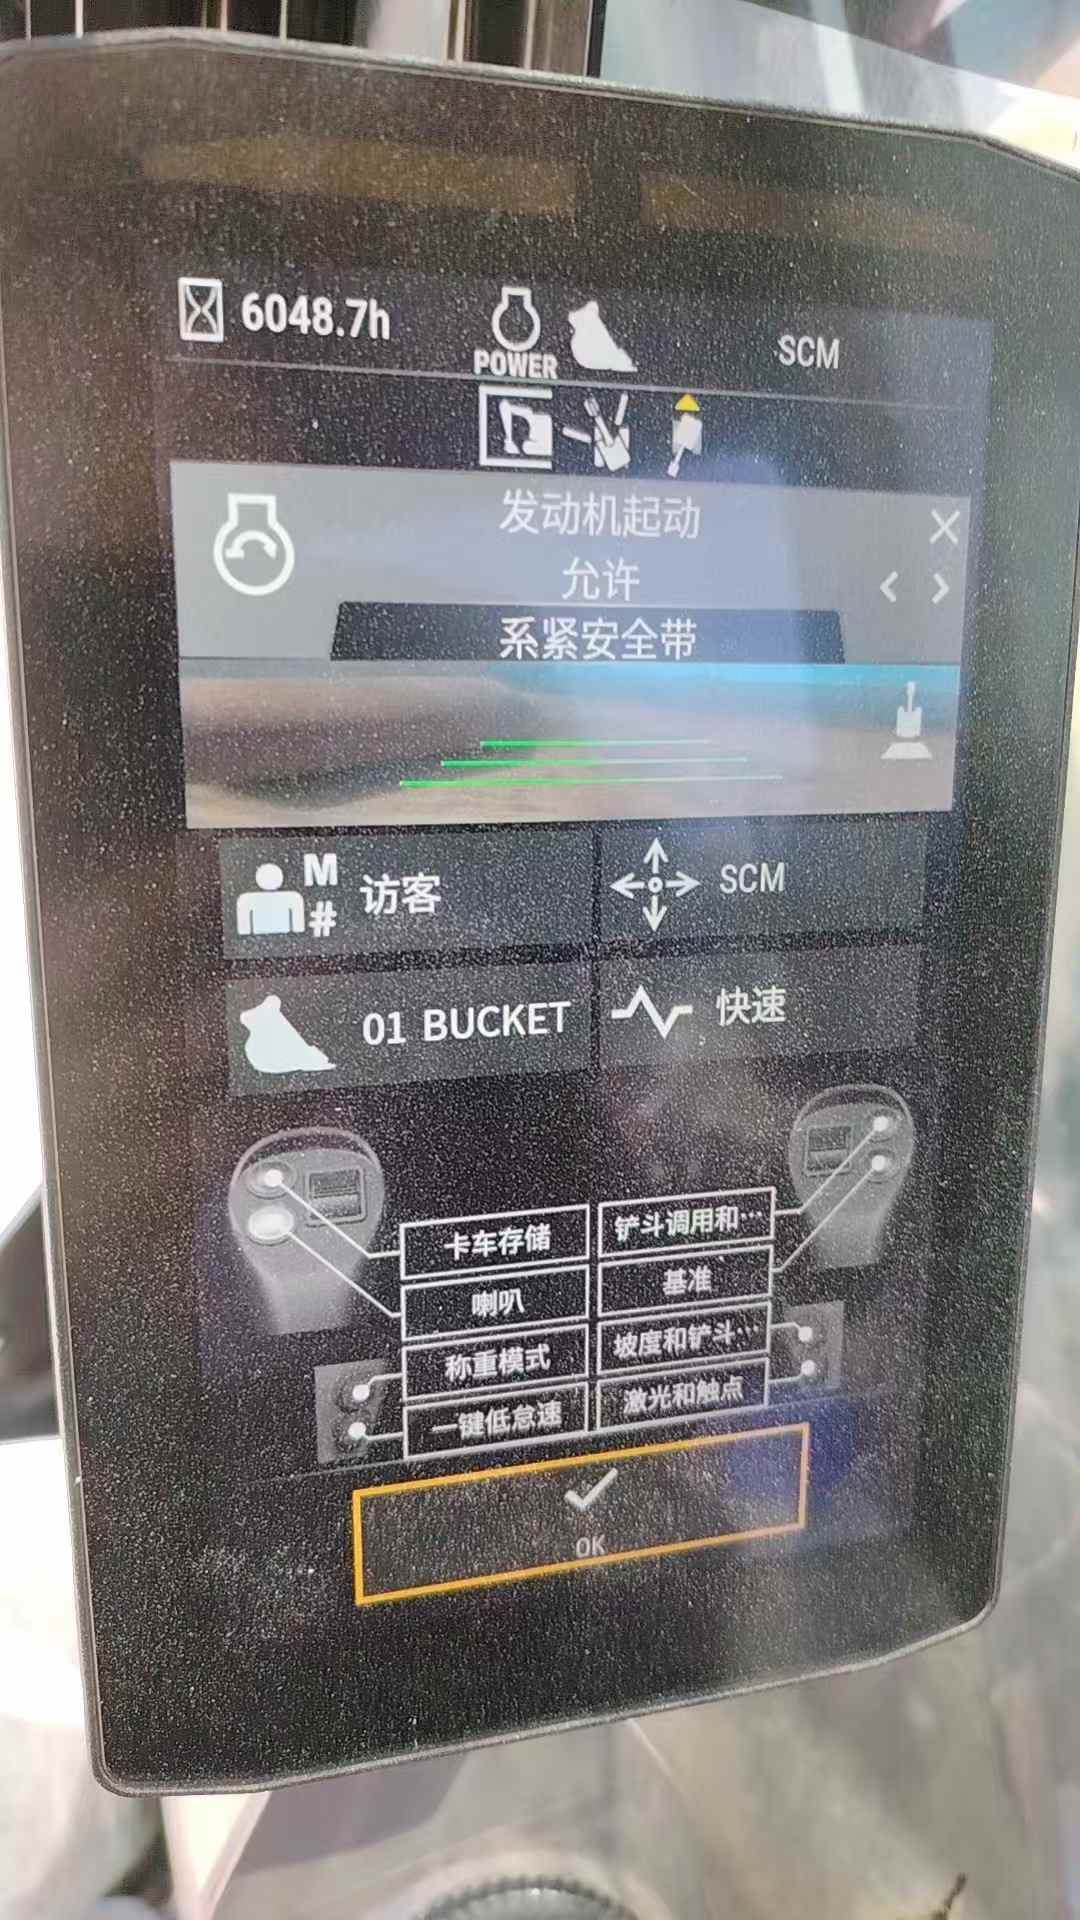 6048.7h
POWER
SCM
发动机起动
允许
系紧安全带
M
#
访客
SCM
01 BUCKET
快速
卡车存储
铲斗调用和…
喇叭
基准
称重模式
坡度和铲斗…
一键低怠速
激光和触点
OK